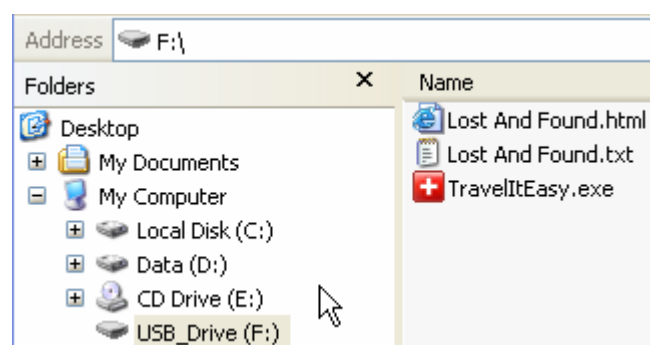 Address F:\
Folders
Desktop
My Documents
My Computer
Local Disk (C:)
Data (D:)
CD Drive (E:)
USB_Drive (F:)
Name
Lost And Found.html
Lost And Found.txt
TravelItEasy.exe